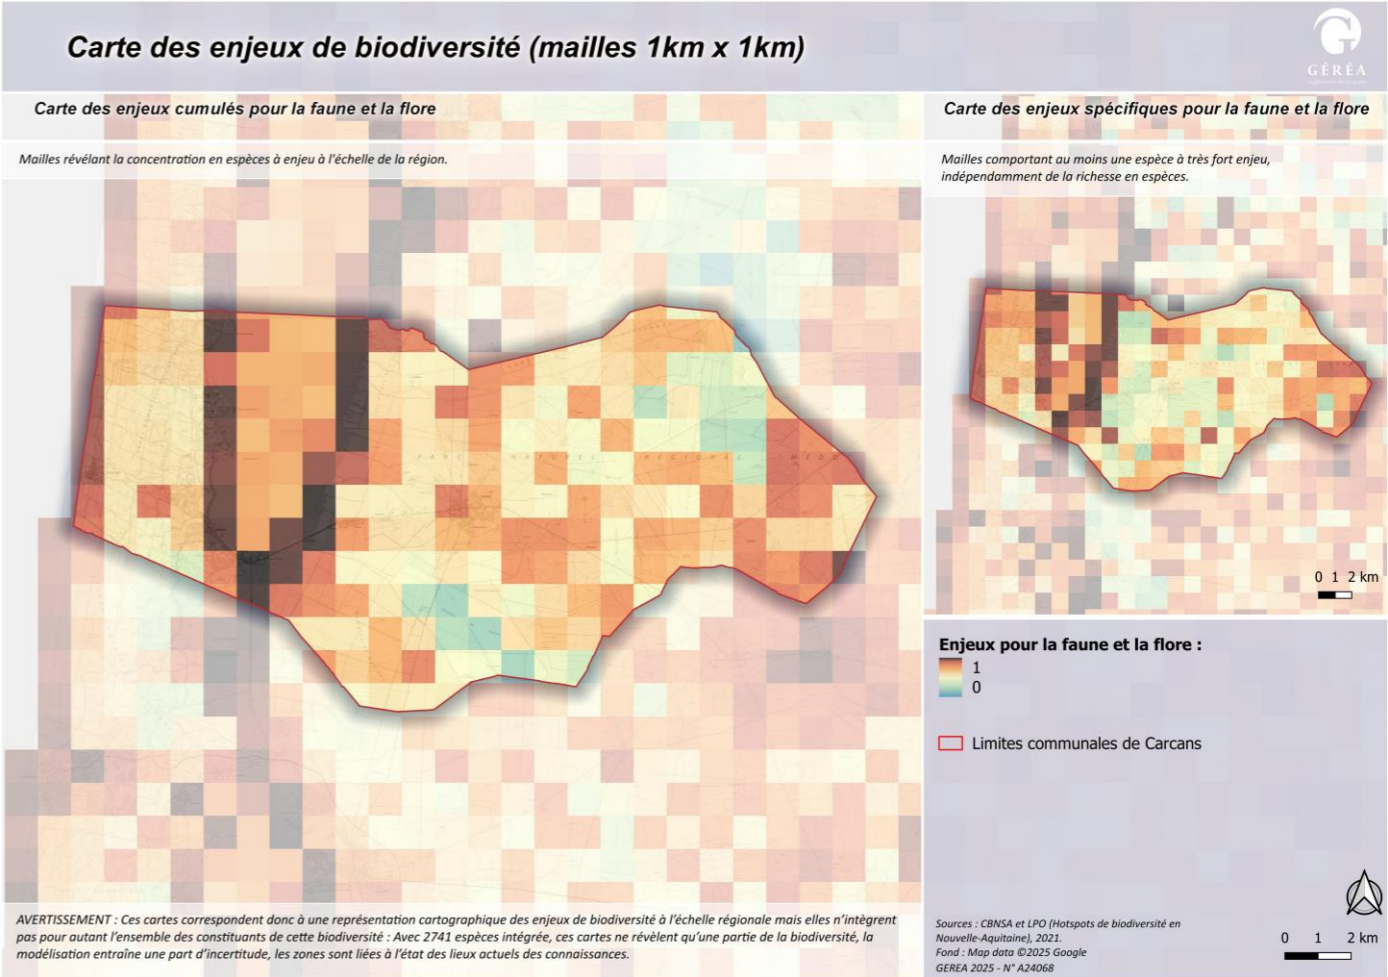 Carte des enjeux de biodiversité (mailles 1km x 1km)
GÉRÉA
Carte des enjeux cumulés pour la faune et la flore
Mailles révélant la concentration en espèces à enjeu à l'échelle de la région.
PARC NATUREL RÉGIONAL MÉDOC
AVERTISSEMENT : Ces cartes correspondent donc à une représentation cartographique des enjeux de biodiversité à l'échelle régionale mais elles n'intègrent
pas pour autant l'ensemble des constituants de cette biodiversité : Avec 2741 espèces intégrée, ces cartes ne révèlent qu'une partie de la biodiversité, la
modélisation entraîne une part d'incertitude, les zones sont liées à l'état des lieux actuels des connaissances.
Carte des enjeux spécifiques pour la faune et la flore
Mailles comportant au moins une espèce à très fort enjeu,
indépendamment de la richesse en espèces.
0 1 2 km
Enjeux pour la faune et la flore :
1
0
Limites communales de Carcans
Sources : CBNSA et LPO (Hotspots de biodiversité en
Nouvelle-Aquitaine), 2021.
Fond : Map data ©2025 Google
GEREA 2025 - N° A24068
0 1 2 km